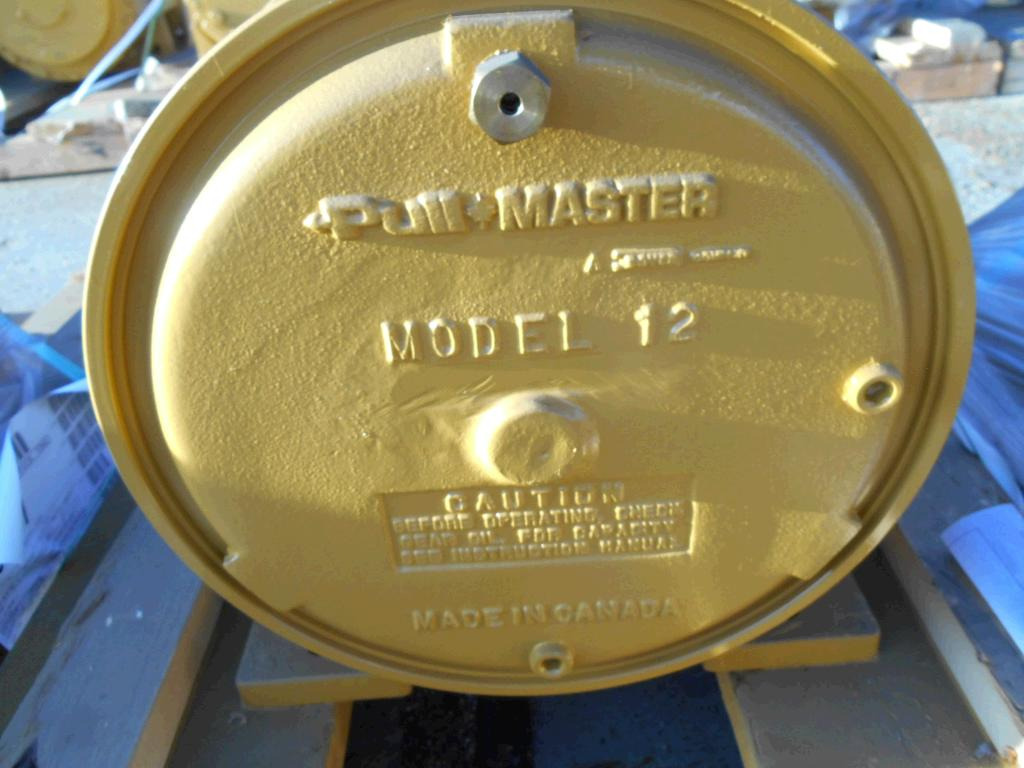 Pull MASTER
A
MODEL 12
CAUTION
BEFORE OPERATING, CHECK
GEAR OIL. FOR CAPACITY
SEE INSTRUCTION MANUAL
MADE IN CANADA